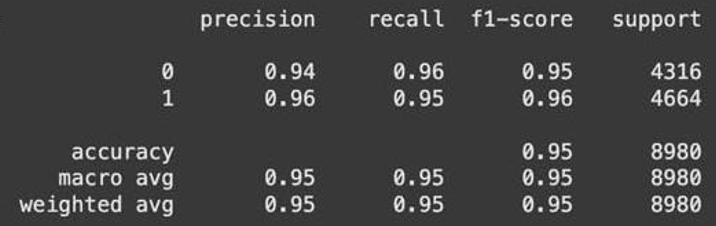 precision recall f1-score support
0 0.94 0.96 0.95 4316
1 0.96 0.95 0.96 4664
accuracy 0.95 8980
macro avg 0.95 0.95 0.95 8980
weighted avg 0.95 0.95 0.95 8980